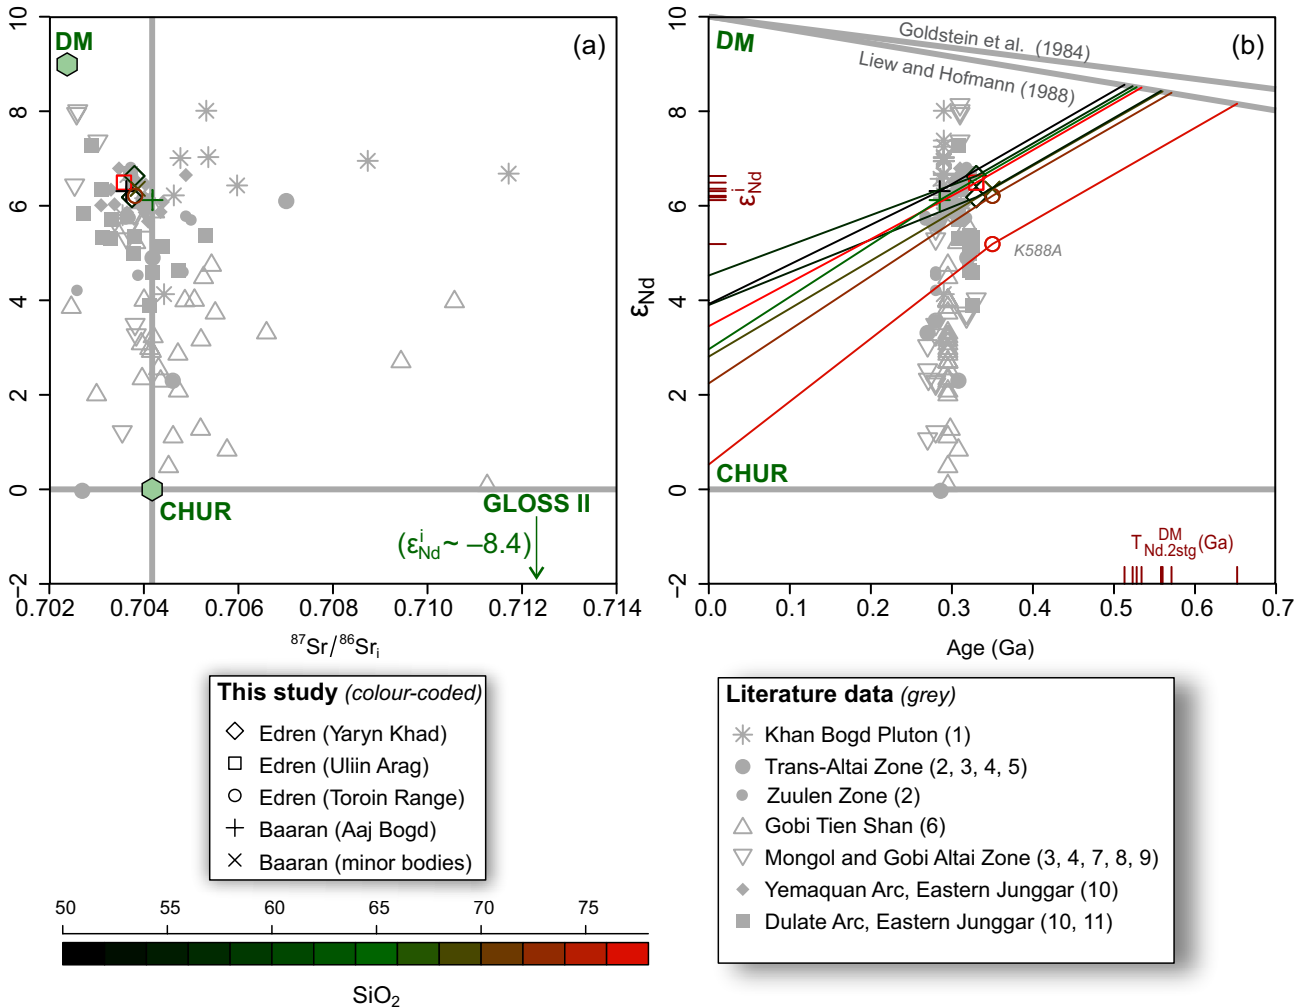 10
8
6
4
2
0
−2
DM
(a)
CHUR
GLOSS II
(εⁱNd ~ −8.4)
0.702
0.704
0.706
0.708
0.710
0.712
0.714
⁸⁷Sr/⁸⁶Srᵢ
εNd
10
8
6
4
2
0
−2
DM
Goldstein et al. (1984)
Liew and Hofmann (1988)
(b)
εⁱNd
K588A
CHUR
T DM Nd.2stg (Ga)
0.0
0.1
0.2
0.3
0.4
0.5
0.6
0.7
Age (Ga)
This study (colour-coded)
Edren (Yaryn Khad)
Edren (Uliin Arag)
Edren (Toroin Range)
Baaran (Aaj Bogd)
Baaran (minor bodies)
50
55
60
65
70
75
SiO₂
Literature data (grey)
Khan Bogd Pluton (1)
Trans-Altai Zone (2, 3, 4, 5)
Zuulen Zone (2)
Gobi Tien Shan (6)
Mongol and Gobi Altai Zone (3, 4, 7, 8, 9)
Yemaquan Arc, Eastern Junggar (10)
Dulate Arc, Eastern Junggar (10, 11)